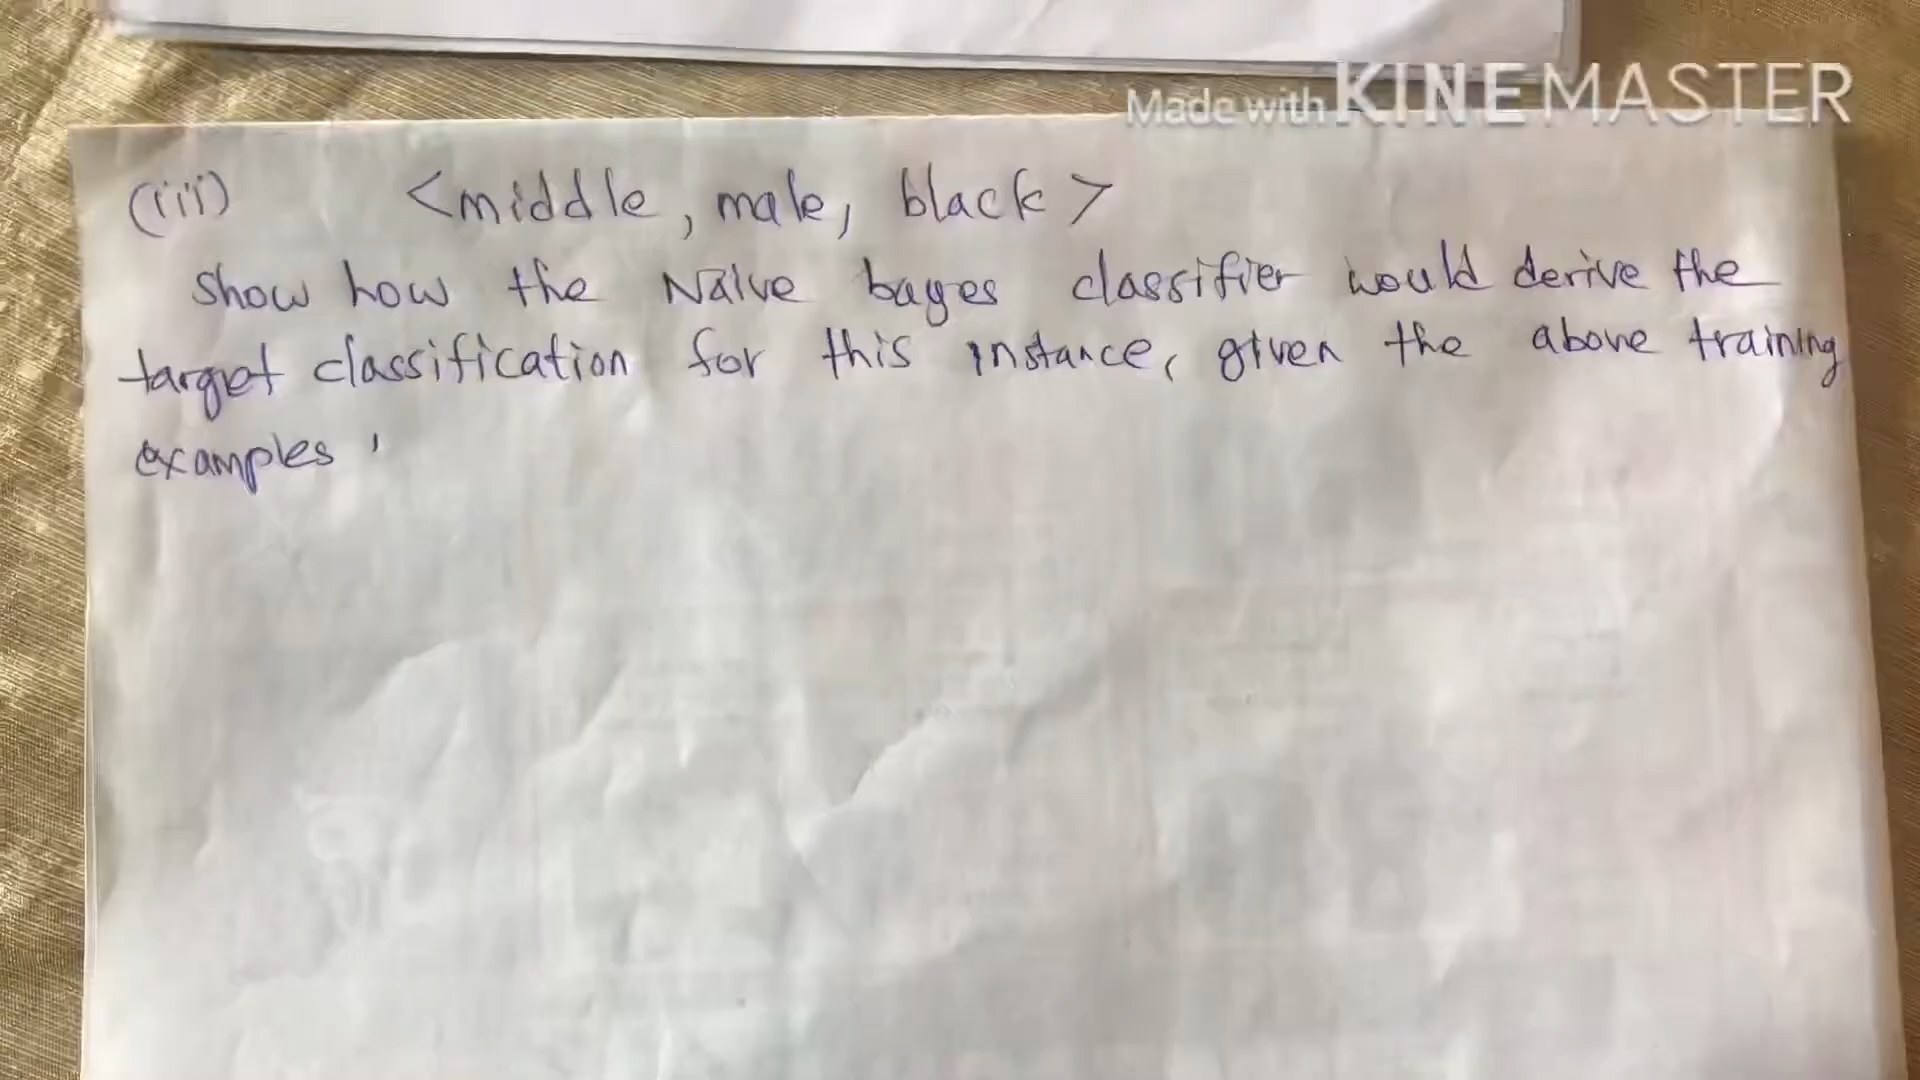 Made with KINEMASTER
(iii) <middle, male, black>
show how the Naive bayes classifier would derive the
target classification for this instance, given the above training
examples,